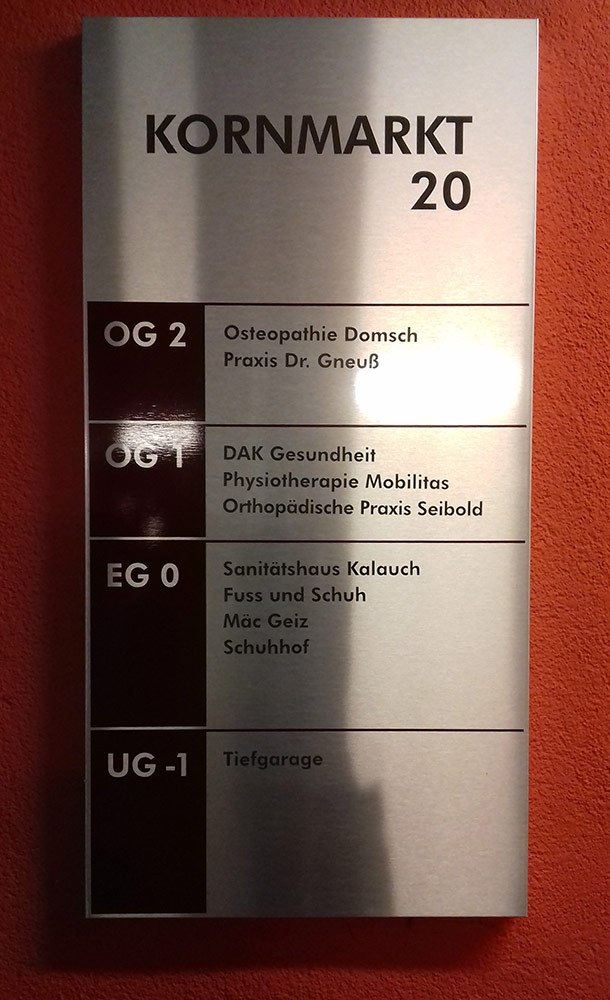 KORNMARKT
20
OG 2
Osteopathie Domsch
Praxis Dr. Gneuß
OG 1
DAK Gesundheit
Physiotherapie Mobilitas
Orthopädische Praxis Seibold
EG 0
Sanitätshaus Kalauch
Fuss und Schuh
Mäc Geiz
Schuhhof
UG -1
Tiefgarage